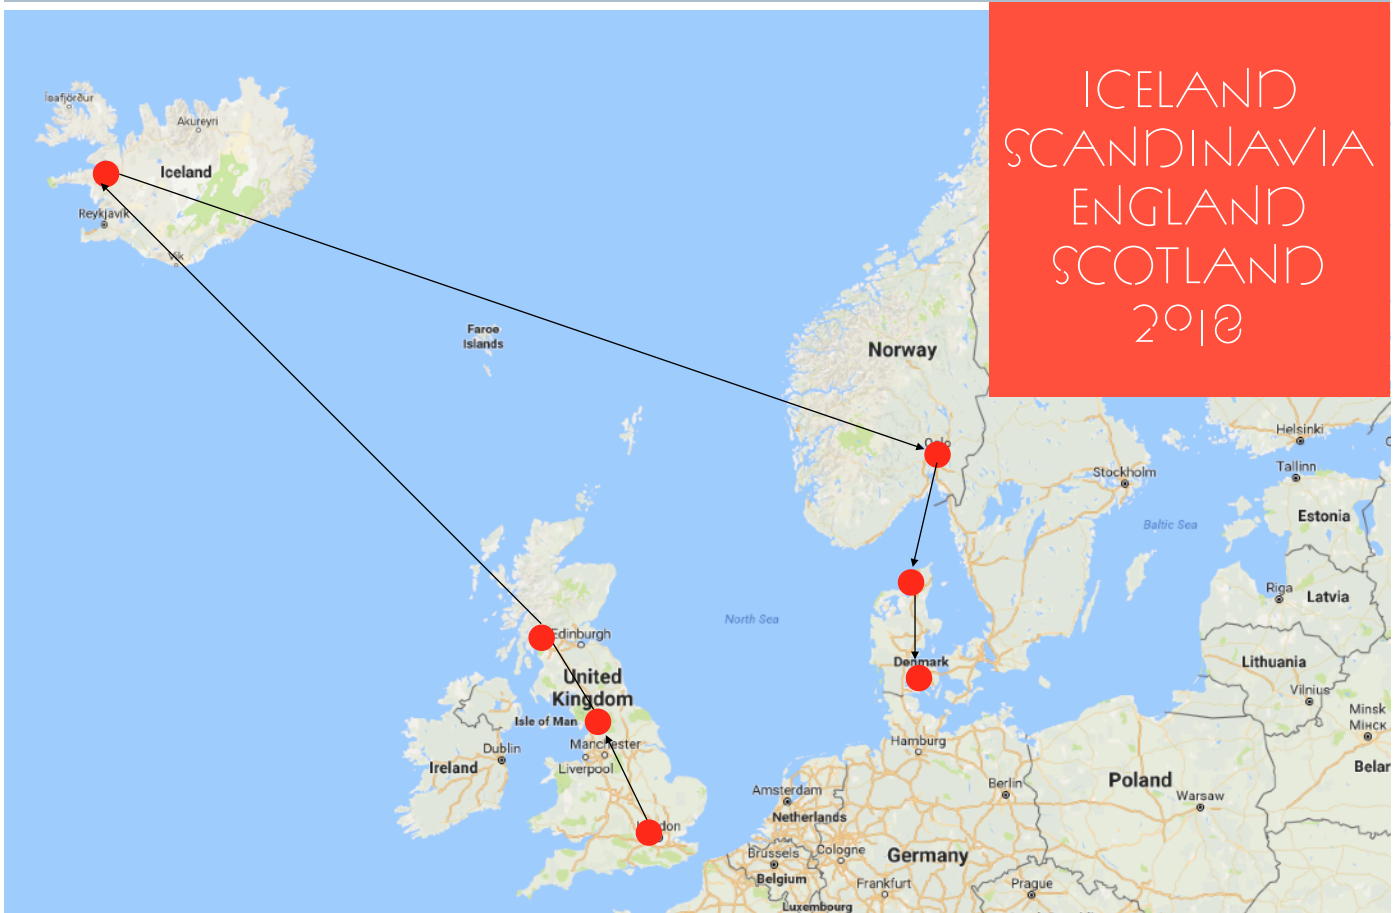 ICELAND
SCANDINAVIA
ENGLAND
SCOTLAND
2018
Ísafjörður
Akureyri
Iceland
Reykjavik
Vik
Faroe
Islands
Norway
Oslo
Helsinki
Tallinn
Stockholm
Estonia
Baltic Sea
Riga
Latvia
North Sea
Edinburgh
Denmark
Lithuania
United
Kingdom
Vilnius
Isle of Man
Minsk
Мінск
Manchester
Hamburg
Dublin
Liverpool
Ireland
Belar
Poland
Berlin
Amsterdam
Warsaw
Netherlands
London
Brussels
Cologne
Germany
Belgium
Frankfurt
Prague
Luxembourg